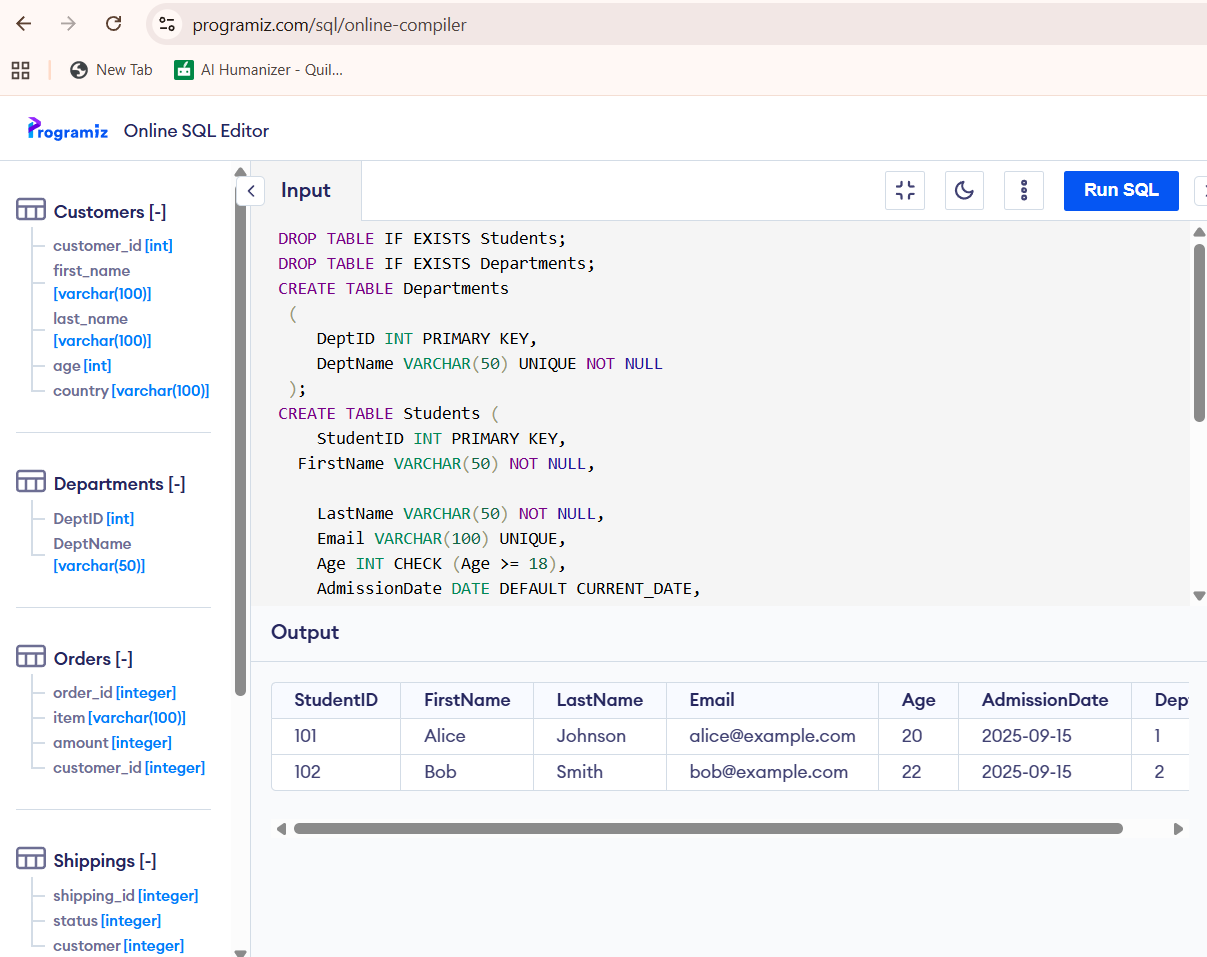 programiz.com/sql/online-compiler
New Tab
AI Humanizer - Quil...
Programiz Online SQL Editor
Customers [-]
customer_id [int]
first_name
[varchar(100)]
last_name
[varchar(100)]
age [int]
country [varchar(100)]
Departments [-]
DeptID [int]
DeptName
[varchar(50)]
Orders [-]
order_id [integer]
item [varchar(100)]
amount [integer]
customer_id [integer]
Shippings [-]
shipping_id [integer]
status [integer]
customer [integer]
Input
Run SQL
DROP TABLE IF EXISTS Students;
DROP TABLE IF EXISTS Departments;
CREATE TABLE Departments
(
DeptID INT PRIMARY KEY,
DeptName VARCHAR(50) UNIQUE NOT NULL
);
CREATE TABLE Students (
StudentID INT PRIMARY KEY,
FirstName VARCHAR(50) NOT NULL,
LastName VARCHAR(50) NOT NULL,
Email VARCHAR(100) UNIQUE,
Age INT CHECK (Age >= 18),
AdmissionDate DATE DEFAULT CURRENT_DATE,
Output
StudentID FirstName LastName Email Age AdmissionDate Dept
101 Alice Johnson alice@example.com 20 2025-09-15 1
102 Bob Smith bob@example.com 22 2025-09-15 2